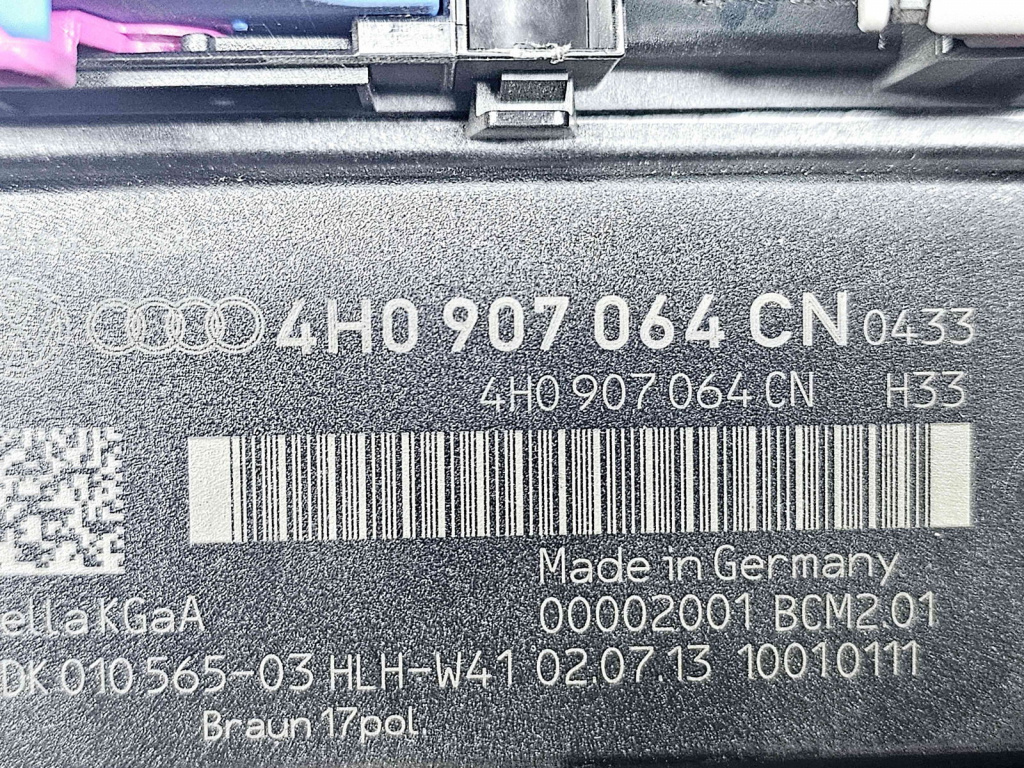 4H0 907 064 CN 0433
4H0 907 064 CN H33
Made in Germany
ella KGaA 00002001 BCM2.01
DK 010 565-03 HLH-W41 02.07.13 10010111
Braun 17pol.